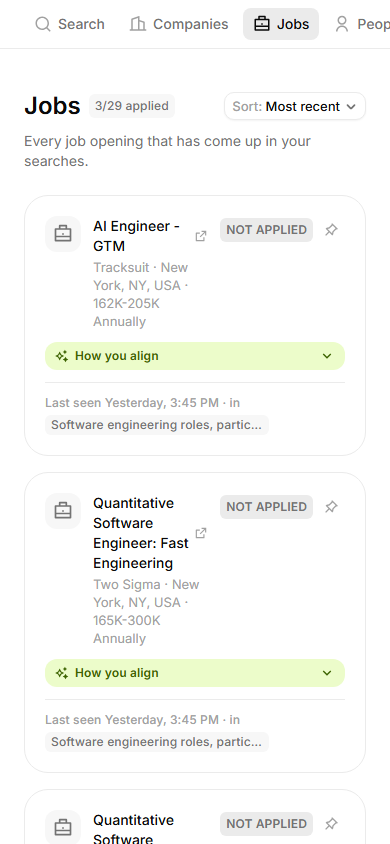 Search Companies Jobs Peop
Jobs 3/29 applied Sort: Most recent
Every job opening that has come up in your
searches.
AI Engineer -
GTM
NOT APPLIED
Tracksuit · New
York, NY, USA ·
162K-205K
Annually
How you align
Last seen Yesterday, 3:45 PM · in
Software engineering roles, partic...
Quantitative
Software
Engineer: Fast
Engineering
NOT APPLIED
Two Sigma · New
York, NY, USA ·
165K-300K
Annually
How you align
Last seen Yesterday, 3:45 PM · in
Software engineering roles, partic...
Quantitative
Software
NOT APPLIED